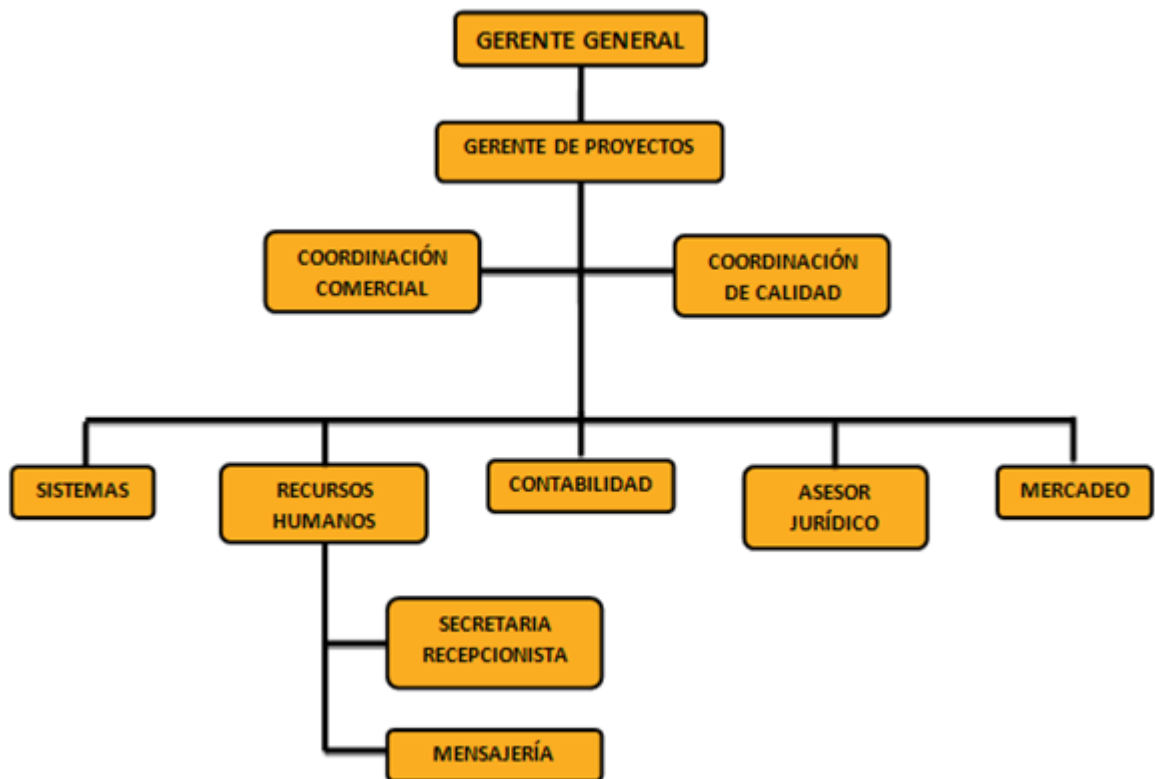 GERENTE GENERAL
GERENTE DE PROYECTOS
COORDINACIÓN
COMERCIAL
COORDINACIÓN
DE CALIDAD
SISTEMAS
RECURSOS
HUMANOS
CONTABILIDAD
ASESOR
JURÍDICO
MERCADEO
SECRETARIA
RECEPCIONISTA
MENSAJERÍA